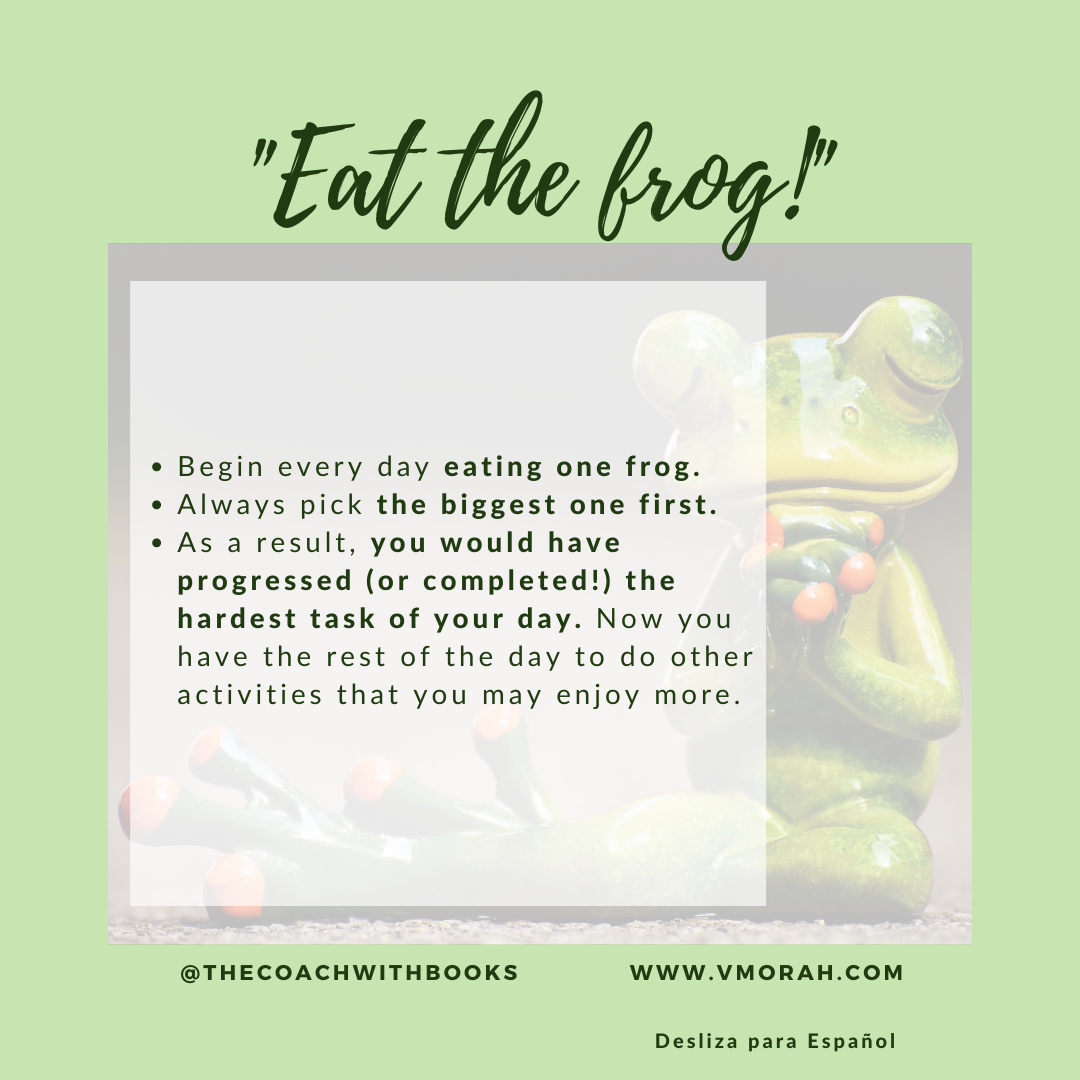 "Eat the frog!"
• Begin every day eating one frog.
• Always pick the biggest one first.
• As a result, you would have
progressed (or completed!) the
hardest task of your day. Now you
have the rest of the day to do other
activities that you may enjoy more.
@THECOACHWITHBOOKS
WWW.VMORAH.COM
Desliza para Español